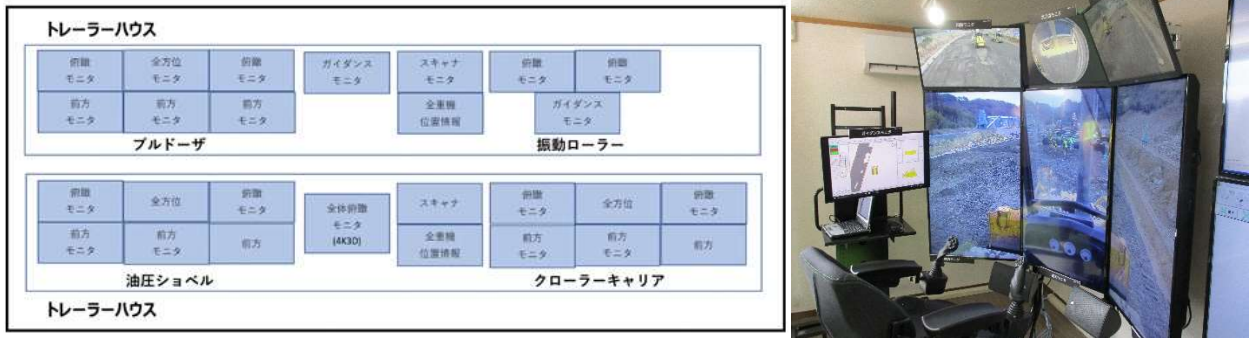 トレーラーハウス
俯瞰 全方位 俯瞰
モニタ モニタ モニタ
ガイダンス
モニタ
スキャナ
モニタ
俯瞰 俯瞰
モニタ モニタ
前方 前方 前方
モニタ モニタ モニタ
全重機
位置情報
ガイダンス
モニタ
ブルドーザ
振動ローラー
俯瞰
モニタ
全方位
俯瞰
モニタ
全体俯瞰
モニタ
(4K3D)
スキャナ
俯瞰
モニタ
全方位
俯瞰
モニタ
前方
モニタ
前方
モニタ
前方
全重機
位置情報
前方
モニタ
前方
モニタ
前方
油圧ショベル
クローラーキャリア
トレーラーハウス
ガイダンスモニタ